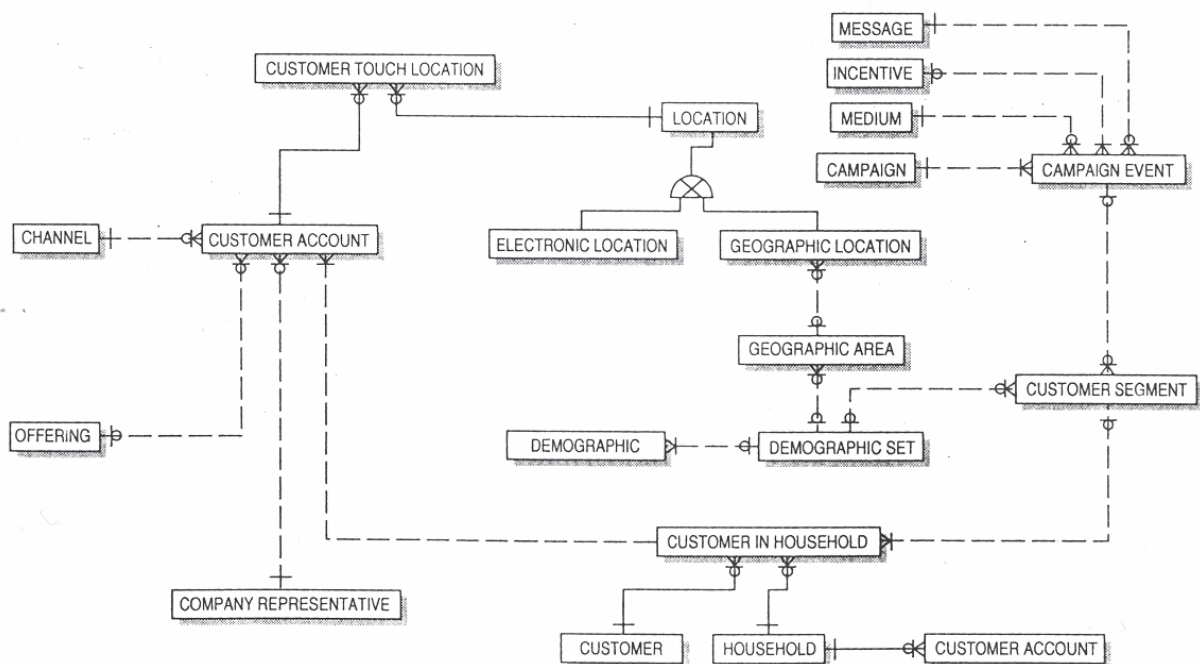 MESSAGE
CUSTOMER TOUCH LOCATION
INCENTIVE
LOCATION
MEDIUM
CAMPAIGN
CAMPAIGN EVENT
CHANNEL
CUSTOMER ACCOUNT
ELECTRONIC LOCATION
GEOGRAPHIC LOCATION
GEOGRAPHIC AREA
CUSTOMER SEGMENT
OFFERING
DEMOGRAPHIC
DEMOGRAPHIC SET
CUSTOMER IN HOUSEHOLD
COMPANY REPRESENTATIVE
CUSTOMER
HOUSEHOLD
CUSTOMER ACCOUNT